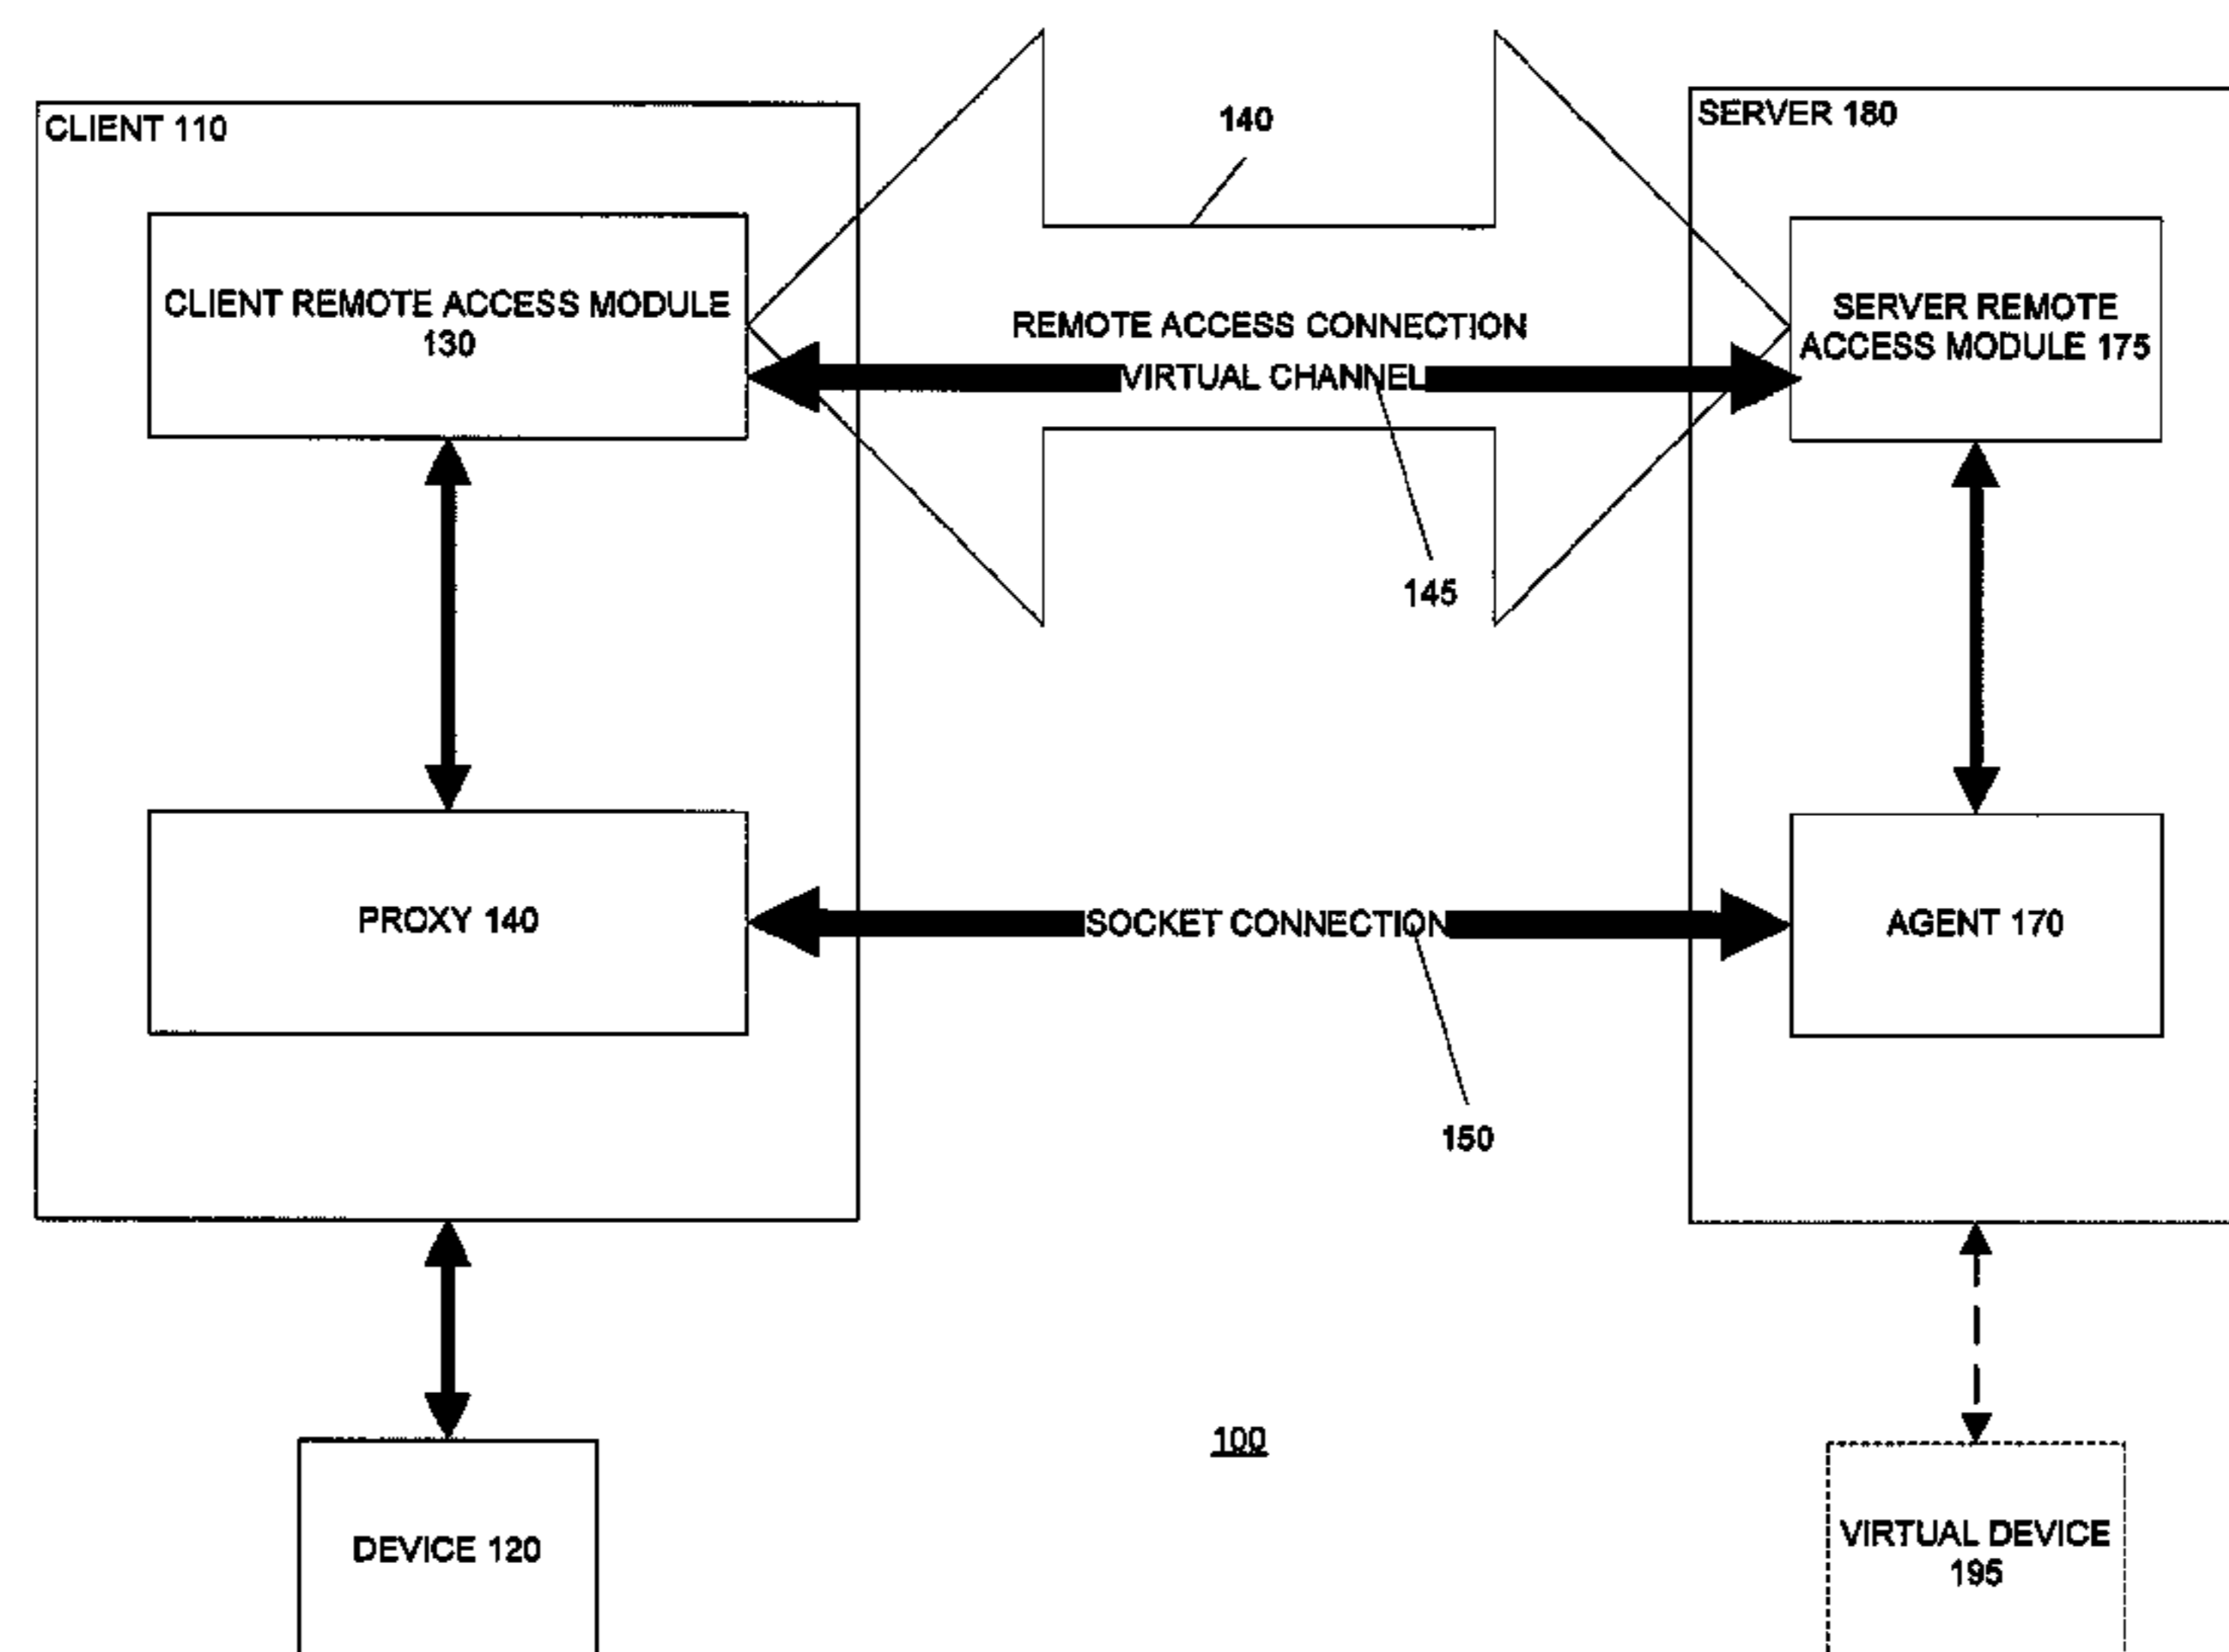 CLIENT 110
140
SERVER 180
CLIENT REMOTE ACCESS MODULE
130
REMOTE ACCESS CONNECTION
VIRTUAL CHANNEL
SERVER REMOTE
ACCESS MODULE 175
145
PROXY 140
SOCKET CONNECTION
AGENT 170
150
100
DEVICE 120
VIRTUAL DEVICE
195